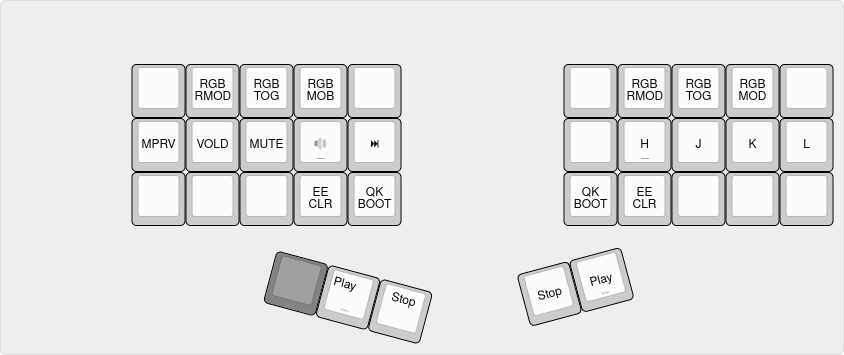 RGB RGB RGB RGB RGB RGB
RMOD TOG MOB RMOD TOG MOD
MPRV VOLD MUTE 🔊 ⏭ H J K L
_ _
EE QK QK EE
CLR BOOT BOOT CLR
Play Stop Stop Play